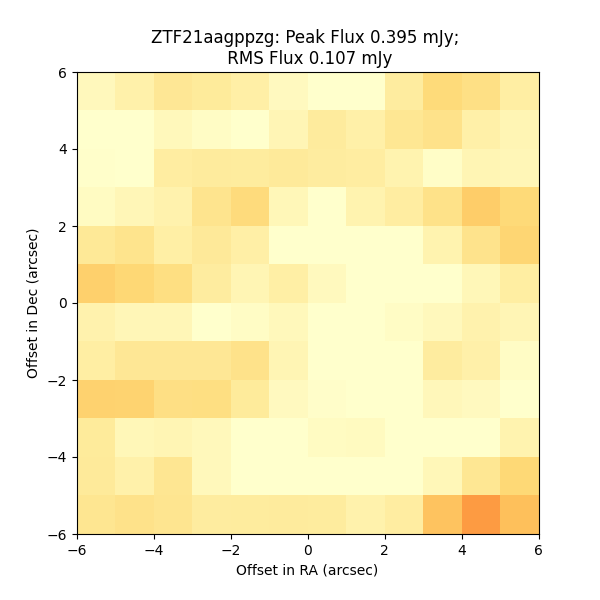 ZTF21aagppzg: Peak Flux 0.395 mJy;
RMS Flux 0.107 mJy
6
4
2
0
−2
−4
−6
Offset in Dec (arcsec)
−6 −4 −2 0 2 4 6
Offset in RA (arcsec)